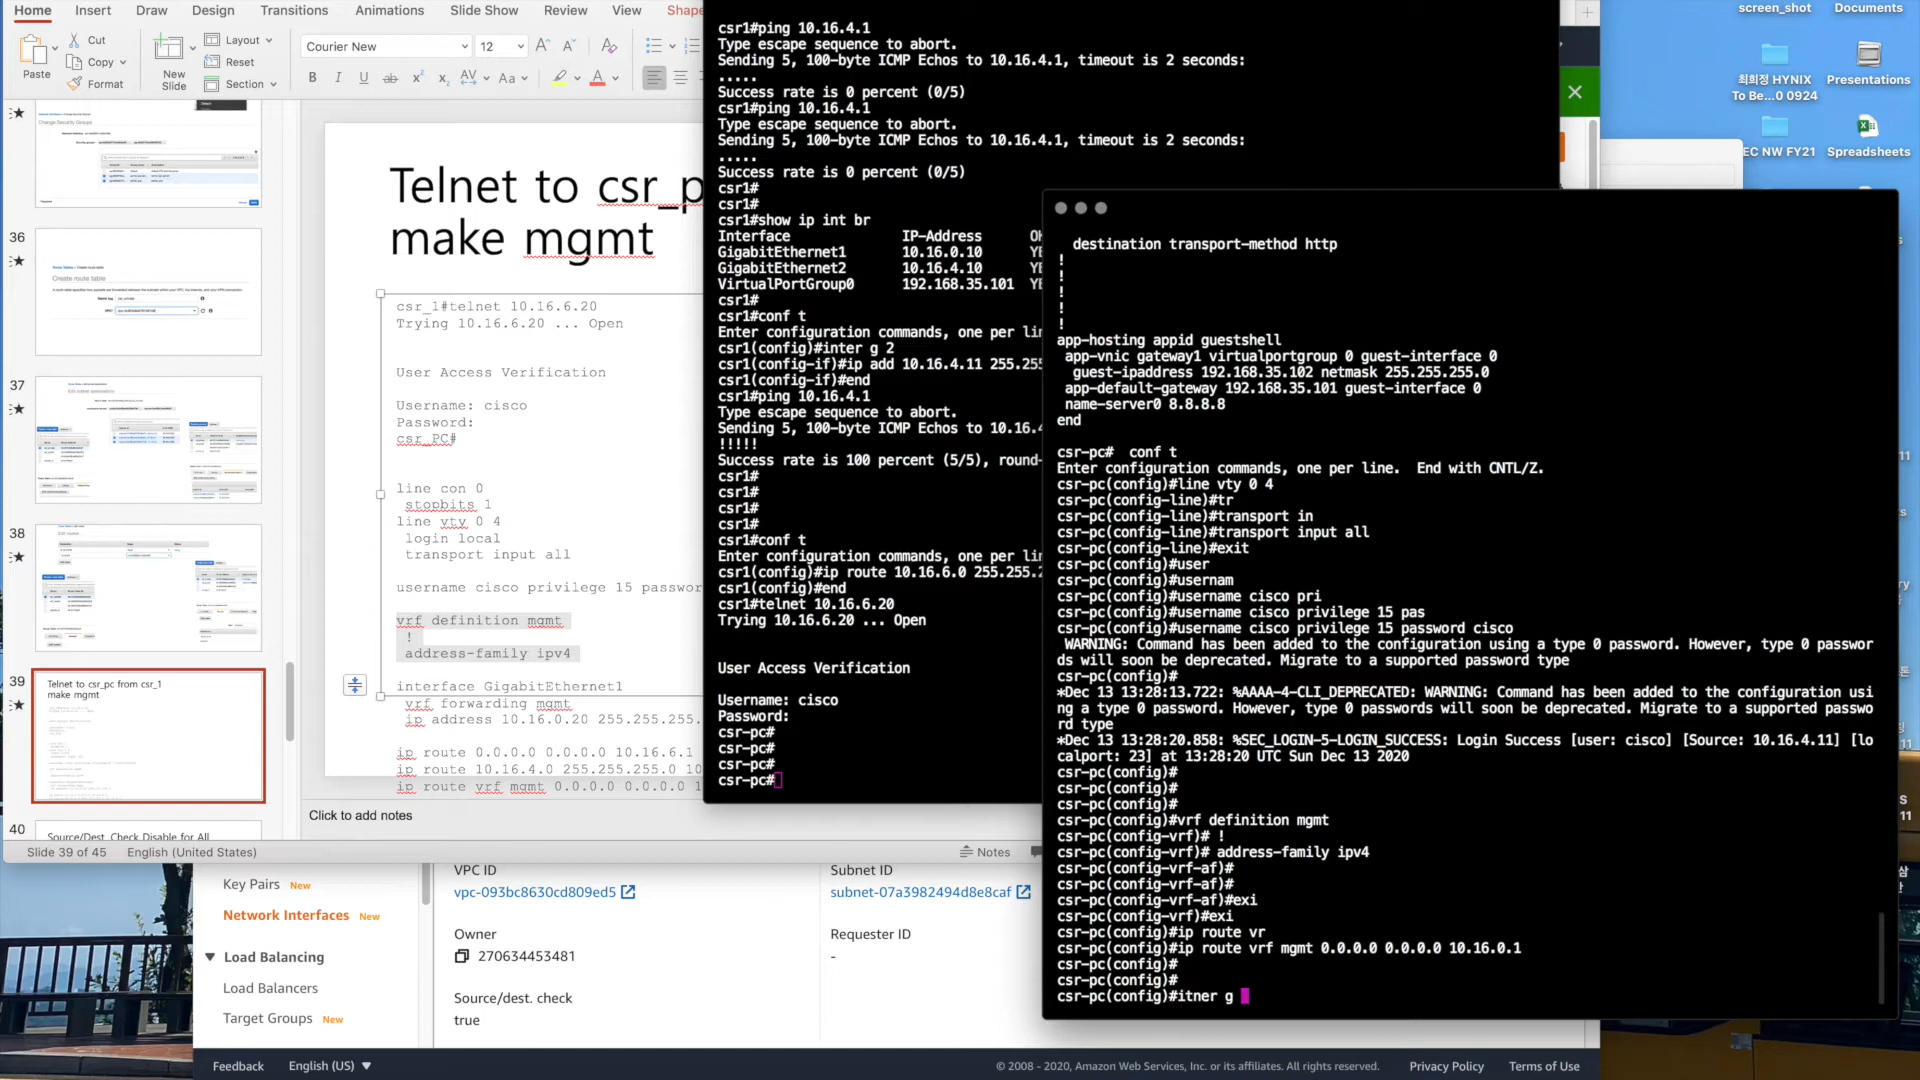 Home Insert Draw Design Transitions Animations Slide Show Review View Shape
Paste
Cut
Copy
Format
New Slide
Layout
Reset
Section
Courier New 12
36
37
38
39
Telnet to csr_pc from csr_1
make mgmt
40
Source/Dest. Check Disable for All
Telnet to csr_p
make mgmt
csr_1#telnet 10.16.6.20
Trying 10.16.6.20 ... Open
User Access Verification
Username: cisco
Password:
csr_PC#
line con 0
stopbits 1
line vty 0 4
login local
transport input all
username cisco privilege 15 passwor
vrf definition mgmt
!
address-family ipv4
interface GigabitEthernet1
vrf forwarding mgmt
ip address 10.16.0.20 255.255.255.
ip route 0.0.0.0 0.0.0.0 10.16.6.1
ip route 10.16.4.0 255.255.255.0 10
ip route vrf mgmt 0.0.0.0 0.0.0.0 1
Click to add notes
Slide 39 of 45 English (United States)
Notes
csr1#ping 10.16.4.1
Type escape sequence to abort.
Sending 5, 100-byte ICMP Echos to 10.16.4.1, timeout is 2 seconds:
.....
Success rate is 0 percent (0/5)
csr1#ping 10.16.4.1
Type escape sequence to abort.
Sending 5, 100-byte ICMP Echos to 10.16.4.1, timeout is 2 seconds:
.....
Success rate is 0 percent (0/5)
csr1#
csr1#
csr1#show ip int br
Interface IP-Address OK
GigabitEthernet1 10.16.0.10 YE
GigabitEthernet2 10.16.4.10 YE
VirtualPortGroup0 192.168.35.101 YE
csr1#
csr1#conf t
Enter configuration commands, one per lin
csr1(config)#inter g 2
csr1(config-if)#ip add 10.16.4.11 255.255
csr1(config-if)#end
csr1#ping 10.16.4.1
Type escape sequence to abort.
Sending 5, 100-byte ICMP Echos to 10.16.4
!!!!!
Success rate is 100 percent (5/5), round-
csr1#
csr1#
csr1#
csr1#
csr1#conf t
Enter configuration commands, one per lin
csr1(config)#ip route 10.16.6.0 255.255.2
csr1(config)#end
csr1#telnet 10.16.6.20
Trying 10.16.6.20 ... Open
User Access Verification
Username: cisco
Password:
csr-pc#
csr-pc#
csr-pc#
csr-pc#
destination transport-method http
!
!
!
!
!
app-hosting appid guestshell
app-vnic gateway1 virtualportgroup 0 guest-interface 0
guest-ipaddress 192.168.35.102 netmask 255.255.255.0
app-default-gateway 192.168.35.101 guest-interface 0
name-server0 8.8.8.8
end
csr-pc# conf t
Enter configuration commands, one per line. End with CNTL/Z.
csr-pc(config)#line vty 0 4
csr-pc(config-line)#tr
csr-pc(config-line)#transport in
csr-pc(config-line)#transport input all
csr-pc(config-line)#exit
csr-pc(config)#user
csr-pc(config)#usernam
csr-pc(config)#username cisco pri
csr-pc(config)#username cisco privilege 15 pas
csr-pc(config)#username cisco privilege 15 password cisco
WARNING: Command has been added to the configuration using a type 0 password. However, type 0 passwor
ds will soon be deprecated. Migrate to a supported password type
csr-pc(config)#
*Dec 13 13:28:13.722: %AAAA-4-CLI_DEPRECATED: WARNING: Command has been added to the configuration usi
ng a type 0 password. However, type 0 passwords will soon be deprecated. Migrate to a supported passwo
rd type
*Dec 13 13:28:20.858: %SEC_LOGIN-5-LOGIN_SUCCESS: Login Success [user: cisco] [Source: 10.16.4.11] [lo
calport: 23] at 13:28:20 UTC Sun Dec 13 2020
csr-pc(config)#
csr-pc(config)#
csr-pc(config)#
csr-pc(config)#vrf definition mgmt
csr-pc(config-vrf)# !
csr-pc(config-vrf)# address-family ipv4
csr-pc(config-vrf-af)#
csr-pc(config-vrf-af)#
csr-pc(config-vrf-af)#exi
csr-pc(config-vrf)#exi
csr-pc(config)#ip route vr
csr-pc(config)#ip route vrf mgmt 0.0.0.0 0.0.0.0 10.16.0.1
csr-pc(config)#
csr-pc(config)#
csr-pc(config)#itner g
screen_shot
Documents
최희정 HYNIX
To Be...0 0924
Presentations
EC NW FY21
Spreadsheets
Key Pairs New
Network Interfaces New
Load Balancing
Load Balancers
Target Groups New
VPC ID
vpc-093bc8630cd809ed5
Subnet ID
subnet-07a3982494d8e8caf
Owner
270634453481
Requester ID
-
Source/dest. check
true
Feedback English (US)
© 2008 - 2020, Amazon Web Services, Inc. or its affiliates. All rights reserved. Privacy Policy Terms of Use